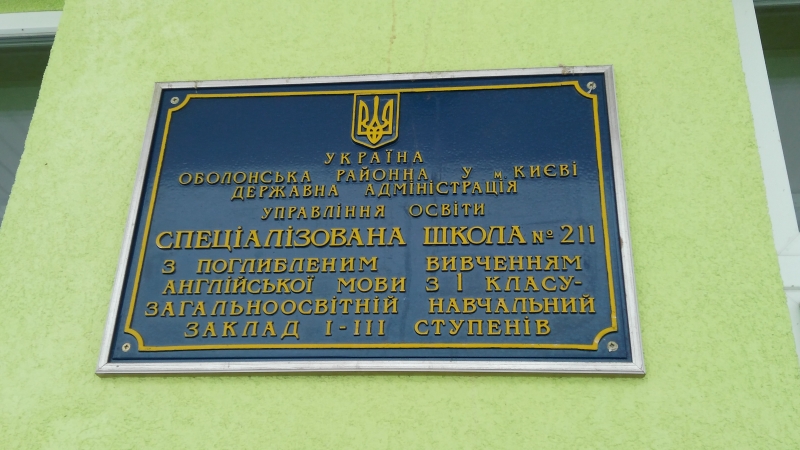 УКРАЇНА
ОБОЛОНСЬКА РАЙОННА У м. КИЄВІ
ДЕРЖАВНА АДМІНІСТРАЦІЯ
УПРАВЛІННЯ ОСВІТИ
СПЕЦІАЛІЗОВАНА ШКОЛА № 211
З ПОГЛИБЛЕНИМ ВИВЧЕННЯМ
АНГЛІЙСЬКОЇ МОВИ З І КЛАСУ-
ЗАГАЛЬНООСВІТНІЙ НАВЧАЛЬНИЙ
ЗАКЛАД І-ІІІ СТУПЕНІВ